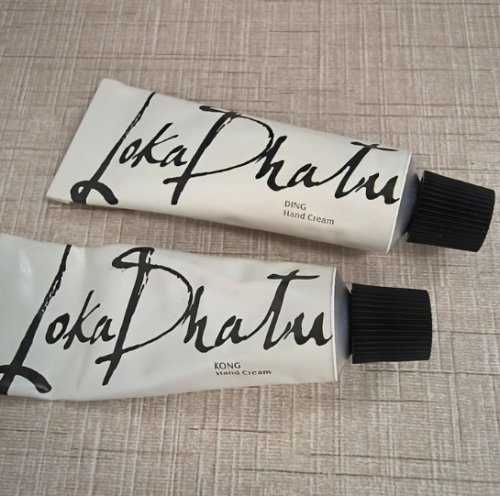 LokaDhatu
DING
Hand Cream
LokaDhatu
KONG
Hand Cream